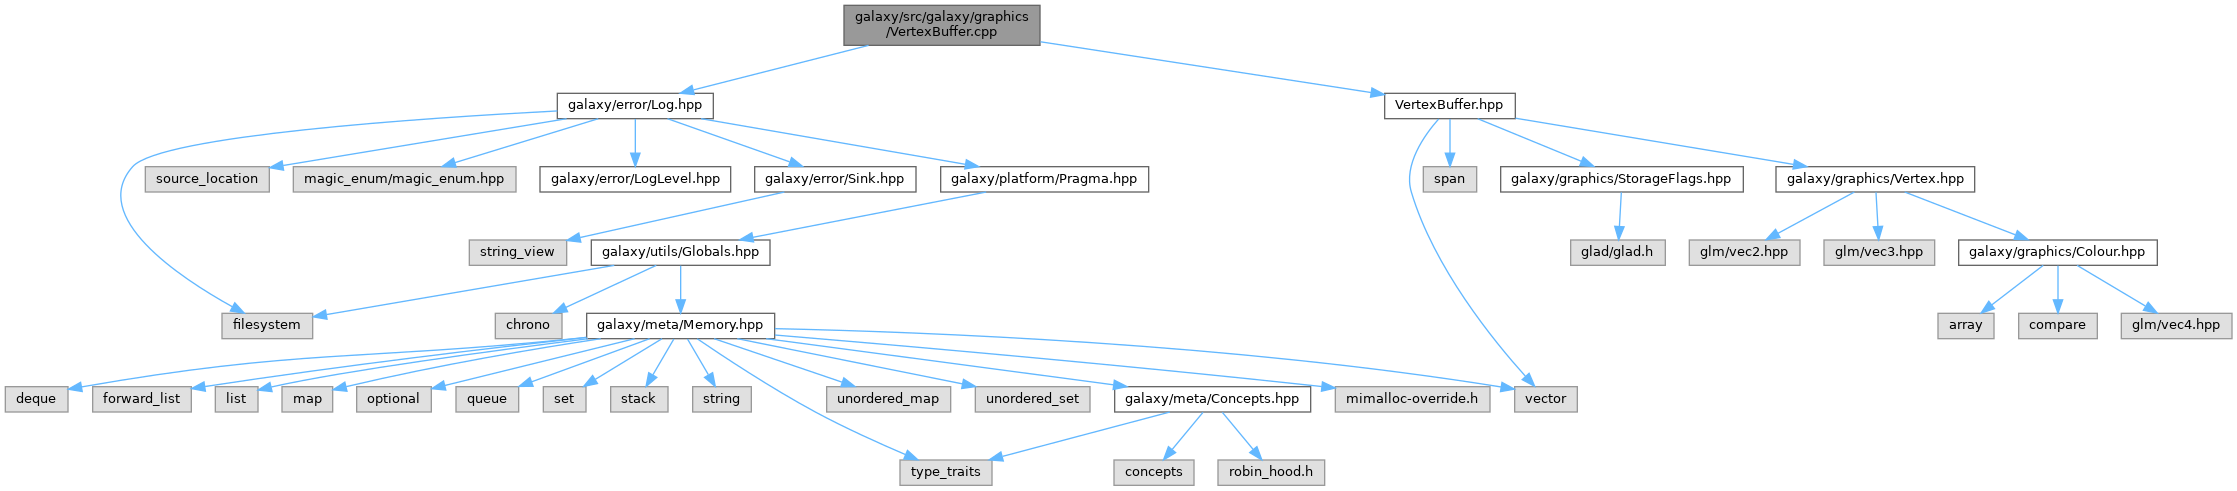 galaxy/src/galaxy/graphics
/VertexBuffer.cpp
galaxy/error/Log.hpp
VertexBuffer.hpp
source_location
magic_enum/magic_enum.hpp
galaxy/error/LogLevel.hpp
galaxy/error/Sink.hpp
galaxy/platform/Pragma.hpp
span
galaxy/graphics/StorageFlags.hpp
galaxy/graphics/Vertex.hpp
string_view
galaxy/utils/Globals.hpp
glad/glad.h
glm/vec2.hpp
glm/vec3.hpp
galaxy/graphics/Colour.hpp
filesystem
chrono
galaxy/meta/Memory.hpp
array
compare
glm/vec4.hpp
deque
forward_list
list
map
optional
queue
set
stack
string
unordered_map
unordered_set
galaxy/meta/Concepts.hpp
mimalloc-override.h
vector
type_traits
concepts
robin_hood.h